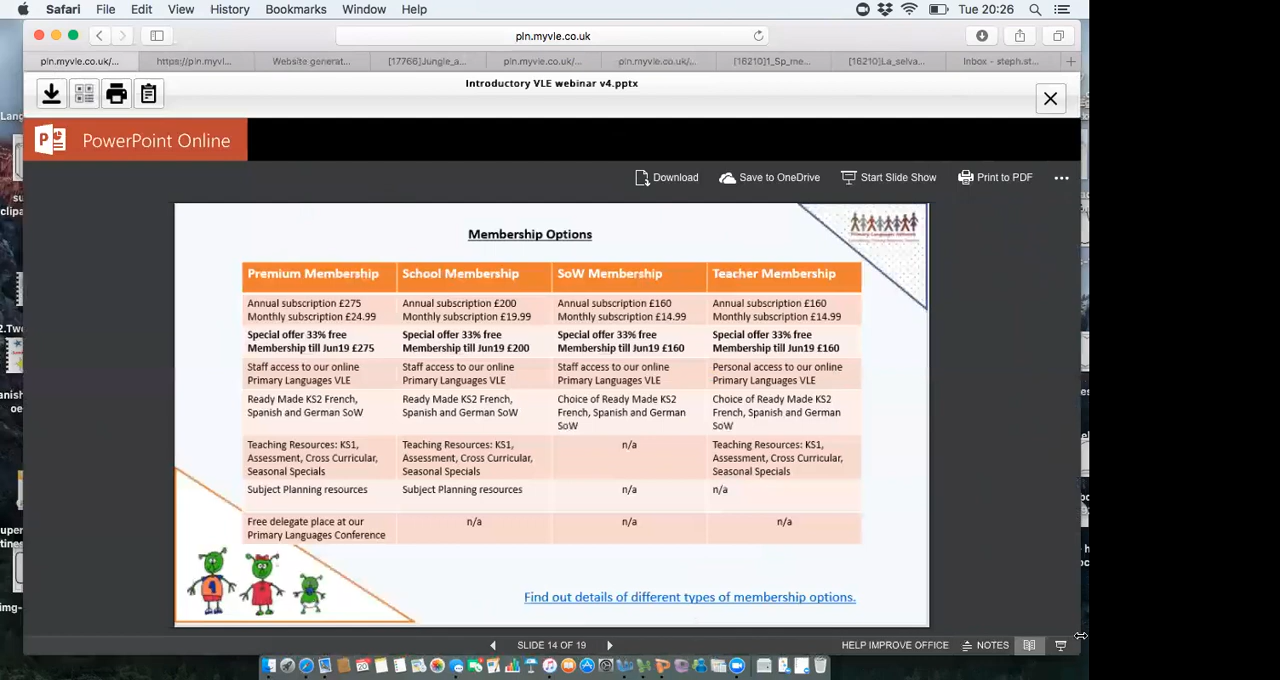 Safari File Edit View History Bookmarks Window Help Tue 20:26
pln.myvle.co.uk
pln.myvle.co.uk/... https://pln.myvl... Website generat... [17766]Jungle_a... pln.myvle.co.uk/... pln.myvle.co.uk/... [16210]1_Sp_me... [16210]La_selva... Inbox - steph.st...
Introductory VLE webinar v4.pptx
PowerPoint Online
Download Save to OneDrive Start Slide Show Print to PDF
Membership Options
Premium Membership School Membership SoW Membership Teacher Membership
Annual subscription £275 Annual subscription £200 Annual subscription £160 Annual subscription £160
Monthly subscription £24.99 Monthly subscription £19.99 Monthly subscription £14.99 Monthly subscription £14.99
Special offer 33% free Special offer 33% free Special offer 33% free Special offer 33% free
Membership till Jun19 £275 Membership till Jun19 £200 Membership till Jun19 £160 Membership till Jun19 £160
Staff access to our online Staff access to our online Staff access to our online Personal access to our online
Primary Languages VLE Primary Languages VLE Primary Languages VLE Primary Languages VLE
Ready Made KS2 French, Ready Made KS2 French, Choice of Ready Made KS2 Choice of Ready Made KS2
Spanish and German SoW Spanish and German SoW French, Spanish and German French, Spanish and German
SoW SoW
Teaching Resources: KS1, Teaching Resources: KS1, n/a Teaching Resources: KS1,
Assessment, Cross Curricular, Assessment, Cross Curricular, Assessment, Cross Curricular,
Seasonal Specials Seasonal Specials Seasonal Specials
Subject Planning resources Subject Planning resources n/a n/a
Free delegate place at our n/a n/a n/a
Primary Languages Conference
Find out details of different types of membership options.
SLIDE 14 OF 19 HELP IMPROVE OFFICE NOTES